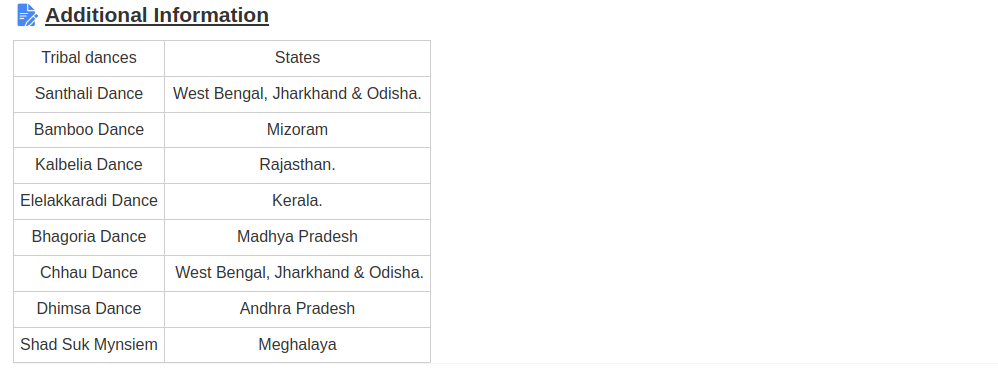 Additional Information
Tribal dances States
Santhali Dance West Bengal, Jharkhand & Odisha.
Bamboo Dance Mizoram
Kalbelia Dance Rajasthan.
Elelakkaradi Dance Kerala.
Bhagoria Dance Madhya Pradesh
Chhau Dance West Bengal, Jharkhand & Odisha.
Dhimsa Dance Andhra Pradesh
Shad Suk Mynsiem Meghalaya